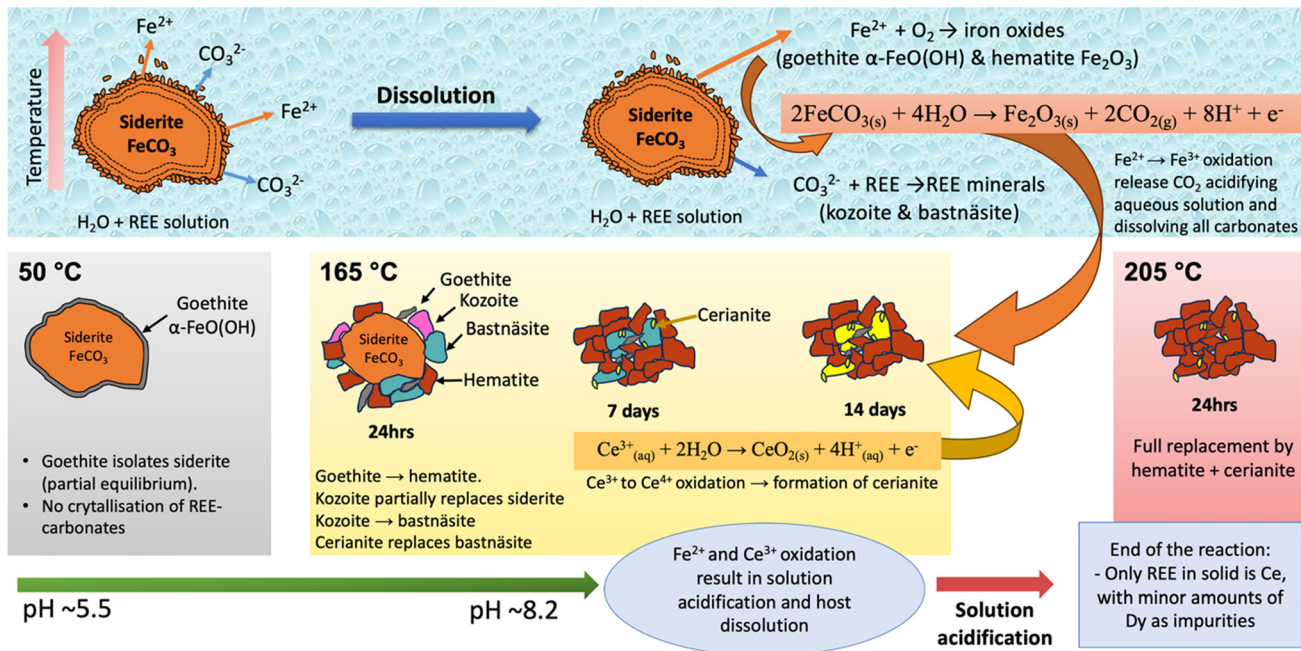 Temperature
Fe²⁺
CO₃²⁻
Fe²⁺
CO₃²⁻
Siderite
FeCO₃
H₂O + REE solution
Dissolution
Siderite
FeCO₃
H₂O + REE solution
Fe²⁺ + O₂ → iron oxides
(goethite α-FeO(OH) & hematite Fe₂O₃)
2FeCO₃(s) + 4H₂O → Fe₂O₃(s) + 2CO₂(g) + 8H⁺ + e⁻
CO₃²⁻ + REE →REE minerals
(kozoite & bastnäsite)
Fe²⁺ → Fe³⁺ oxidation
release CO₂ acidifying
aqueous solution and
dissolving all carbonates
50 °C
Goethite
α-FeO(OH)
Siderite
FeCO₃
• Goethite isolates siderite
(partial equilibrium).
• No crytallisation of REE-
carbonates
165 °C
Goethite
Kozoite
Bastnäsite
Siderite
FeCO₃
Hematite
24hrs
Cerianite
7 days
14 days
Ce³⁺(aq) + 2H₂O → CeO₂(s) + 4H⁺(aq) + e⁻
Ce³⁺ to Ce⁴⁺ oxidation → formation of cerianite
Goethite → hematite.
Kozoite partially replaces siderite
Kozoite → bastnäsite
Cerianite replaces bastnäsite
205 °C
24hrs
Full replacement by
hematite + cerianite
pH ~5.5
pH ~8.2
Fe²⁺ and Ce³⁺ oxidation
result in solution
acidification and host
dissolution
Solution
acidification
End of the reaction:
- Only REE in solid is Ce,
with minor amounts of
Dy as impurities